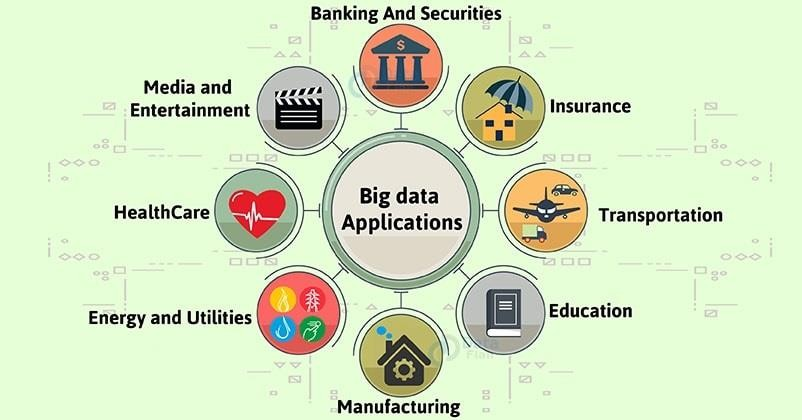 Banking And Securities
Media and
Entertainment
Insurance
HealthCare
Big data
Applications
Transportation
Energy and Utilities
Education
Manufacturing
$